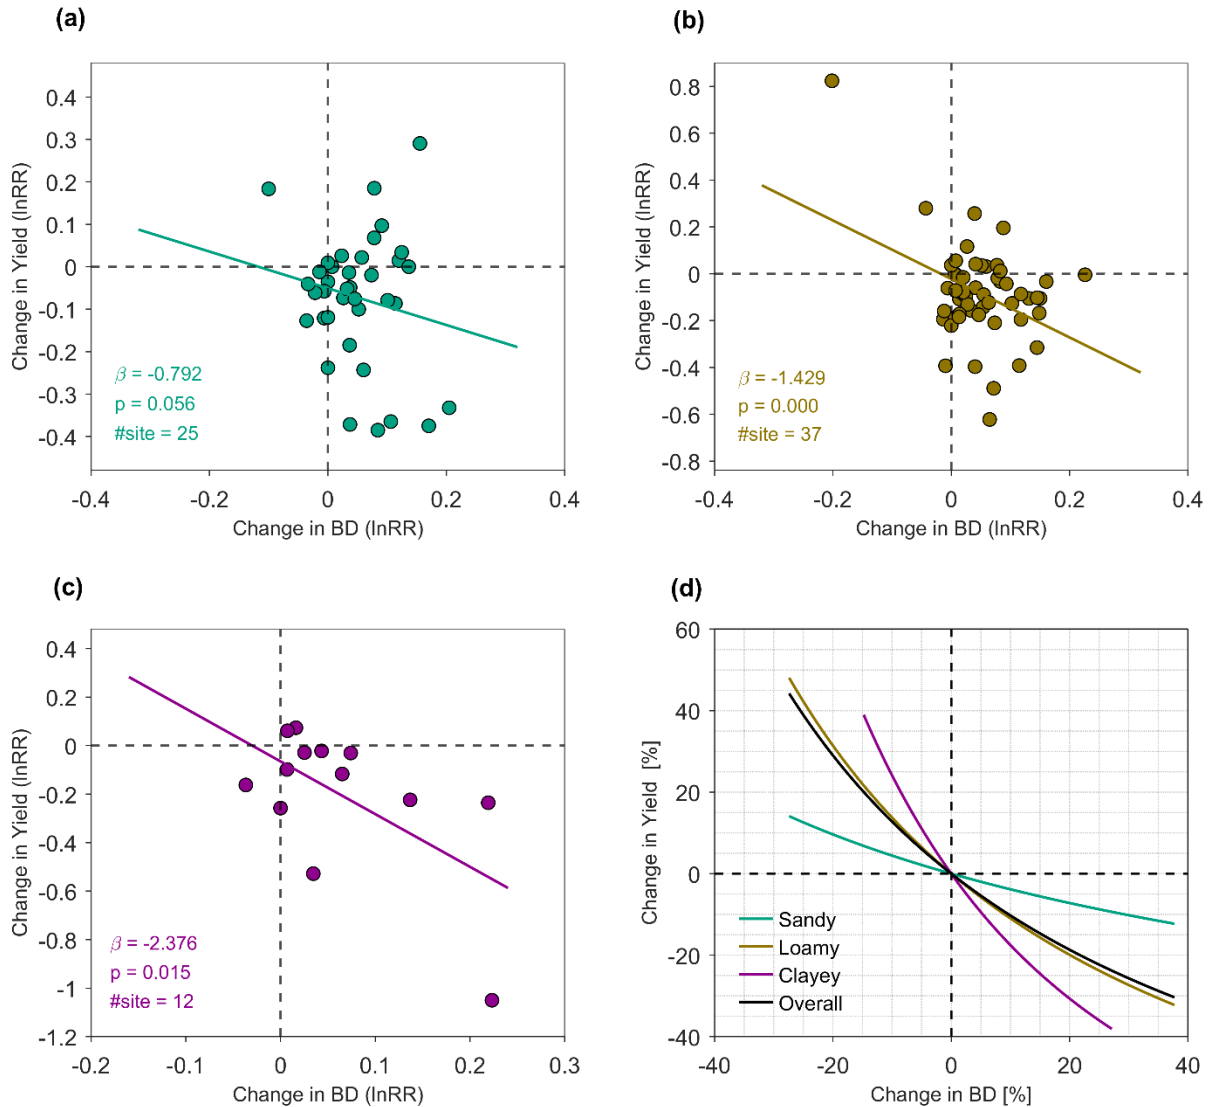 (a)
0.4
0.3
0.2
0.1
0
-0.1
-0.2
-0.3
-0.4
Change in Yield (lnRR)
β = -0.792
p = 0.056
#site = 25
-0.4 -0.2 0 0.2 0.4
Change in BD (lnRR)
(b)
0.8
0.6
0.4
0.2
0
-0.2
-0.4
-0.6
-0.8
Change in Yield (lnRR)
β = -1.429
p = 0.000
#site = 37
-0.4 -0.2 0 0.2 0.4
Change in BD (lnRR)
(c)
0.4
0.2
0
-0.2
-0.4
-0.6
-0.8
-1
-1.2
Change in Yield (lnRR)
β = -2.376
p = 0.015
#site = 12
-0.2 -0.1 0 0.1 0.2 0.3
Change in BD (lnRR)
(d)
60
40
20
0
-20
-40
Change in Yield [%]
Sandy
Loamy
Clayey
Overall
-40 -20 0 20 40
Change in BD [%]